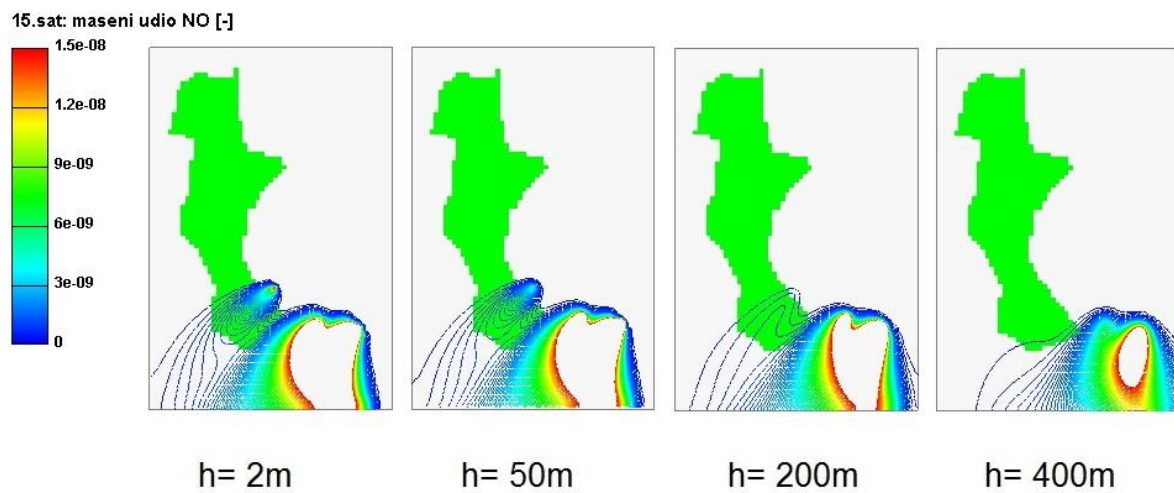 15.sat: maseni udio NO [-]
1.5e-08
1.2e-08
9e-09
6e-09
3e-09
0
h= 2m
h= 50m
h= 200m
h= 400m